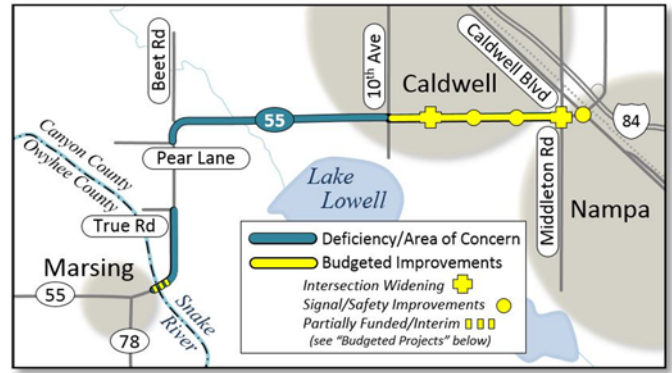 Beet Rd
10th Ave
Caldwell
Caldwell Blvd
55
84
Canyon County
Owyhee County
Pear Lane
Lake
Lowell
Middleton Rd
Nampa
True Rd
Marsing
55
78
Snake
River
Deficiency/Area of Concern
Budgeted Improvements
Intersection Widening
Signal/Safety Improvements
Partially Funded/Interim
(see "Budgeted Projects" below)